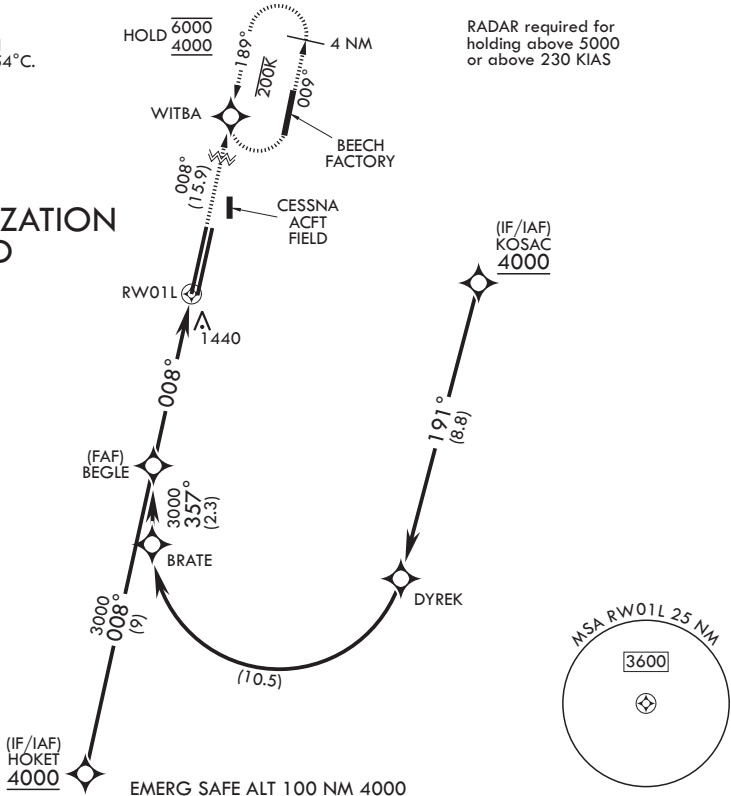 HOLD 6000
4000
189°
4 NM
200K
009°
RADAR required for
holding above 5000
or above 230 KIAS
54°C.
WITBA
BEECH
FACTORY
008°
(15.9)
CESSNA
ACFT
FIELD
ZATION
(IF/IAF)
KOSAC
4000
RW01L
1440
008°
191°
(8.8)
(FAF)
BEGLE
3000
357°
(2.3)
BRATE
DYREK
3000
008°
(9)
(10.5)
MSA RW01L 25 NM
3600
(IF/IAF)
HOKET
4000
EMERG SAFE ALT 100 NM 4000